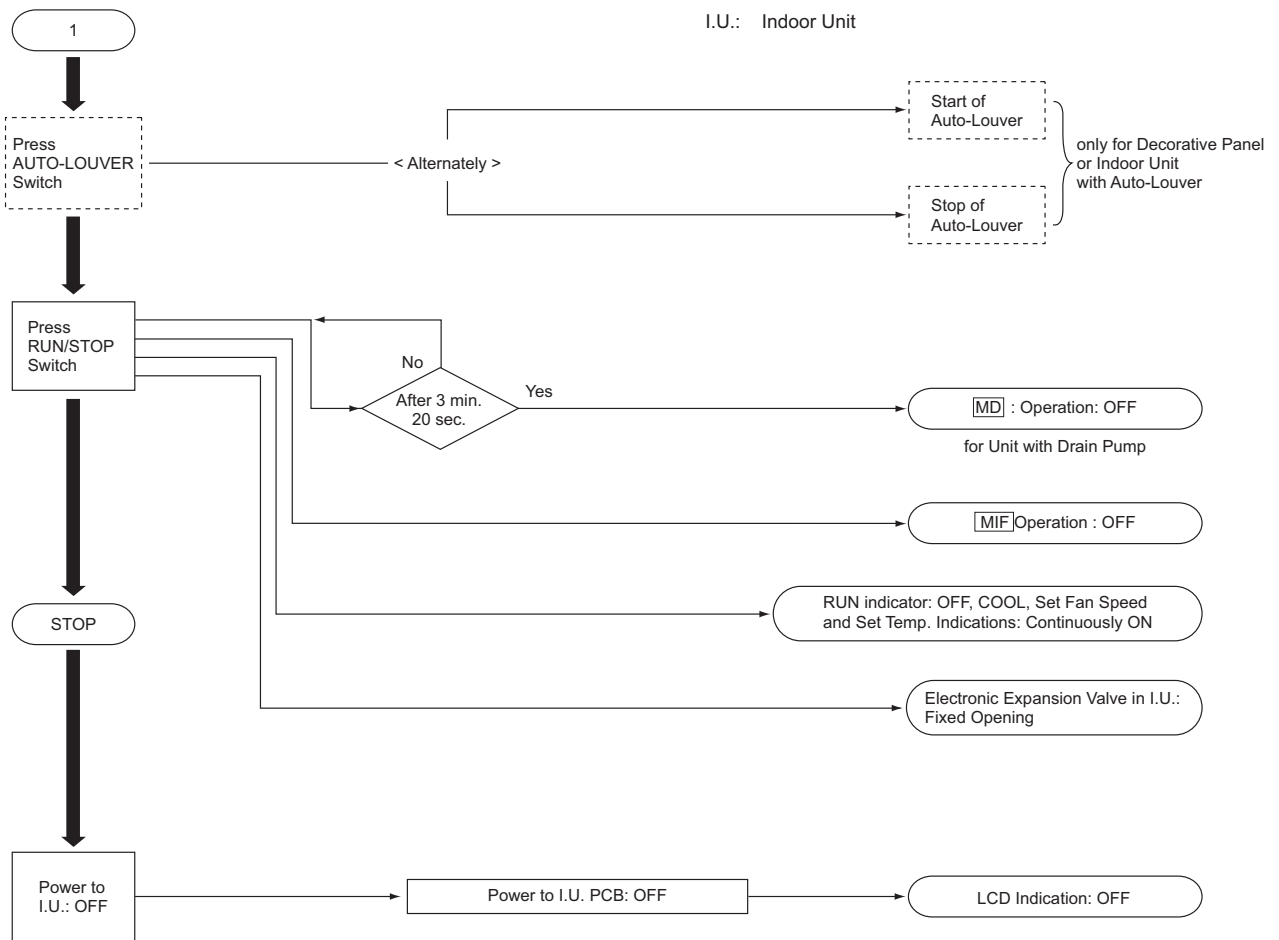 I.U.: Indoor Unit
1
Press
AUTO-LOUVER
Switch
< Alternately >
Start of
Auto-Louver
Stop of
Auto-Louver
only for Decorative Panel
or Indoor Unit
with Auto-Louver
Press
RUN/STOP
Switch
No
After 3 min.
20 sec.
Yes
MD : Operation: OFF
for Unit with Drain Pump
MIF Operation : OFF
RUN indicator: OFF, COOL, Set Fan Speed
and Set Temp. Indications: Continuously ON
STOP
Electronic Expansion Valve in I.U.:
Fixed Opening
Power to
I.U.: OFF
Power to I.U. PCB: OFF
LCD Indication: OFF